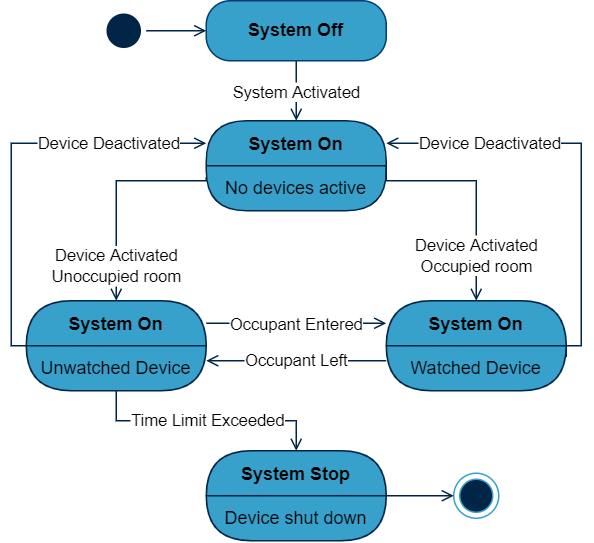 System Off
System Activated
Device Deactivated
System On
Device Deactivated
No devices active
Device Activated
Unoccupied room
Device Activated
Occupied room
System On
Occupant Entered
System On
Unwatched Device
Occupant Left
Watched Device
Time Limit Exceeded
System Stop
Device shut down